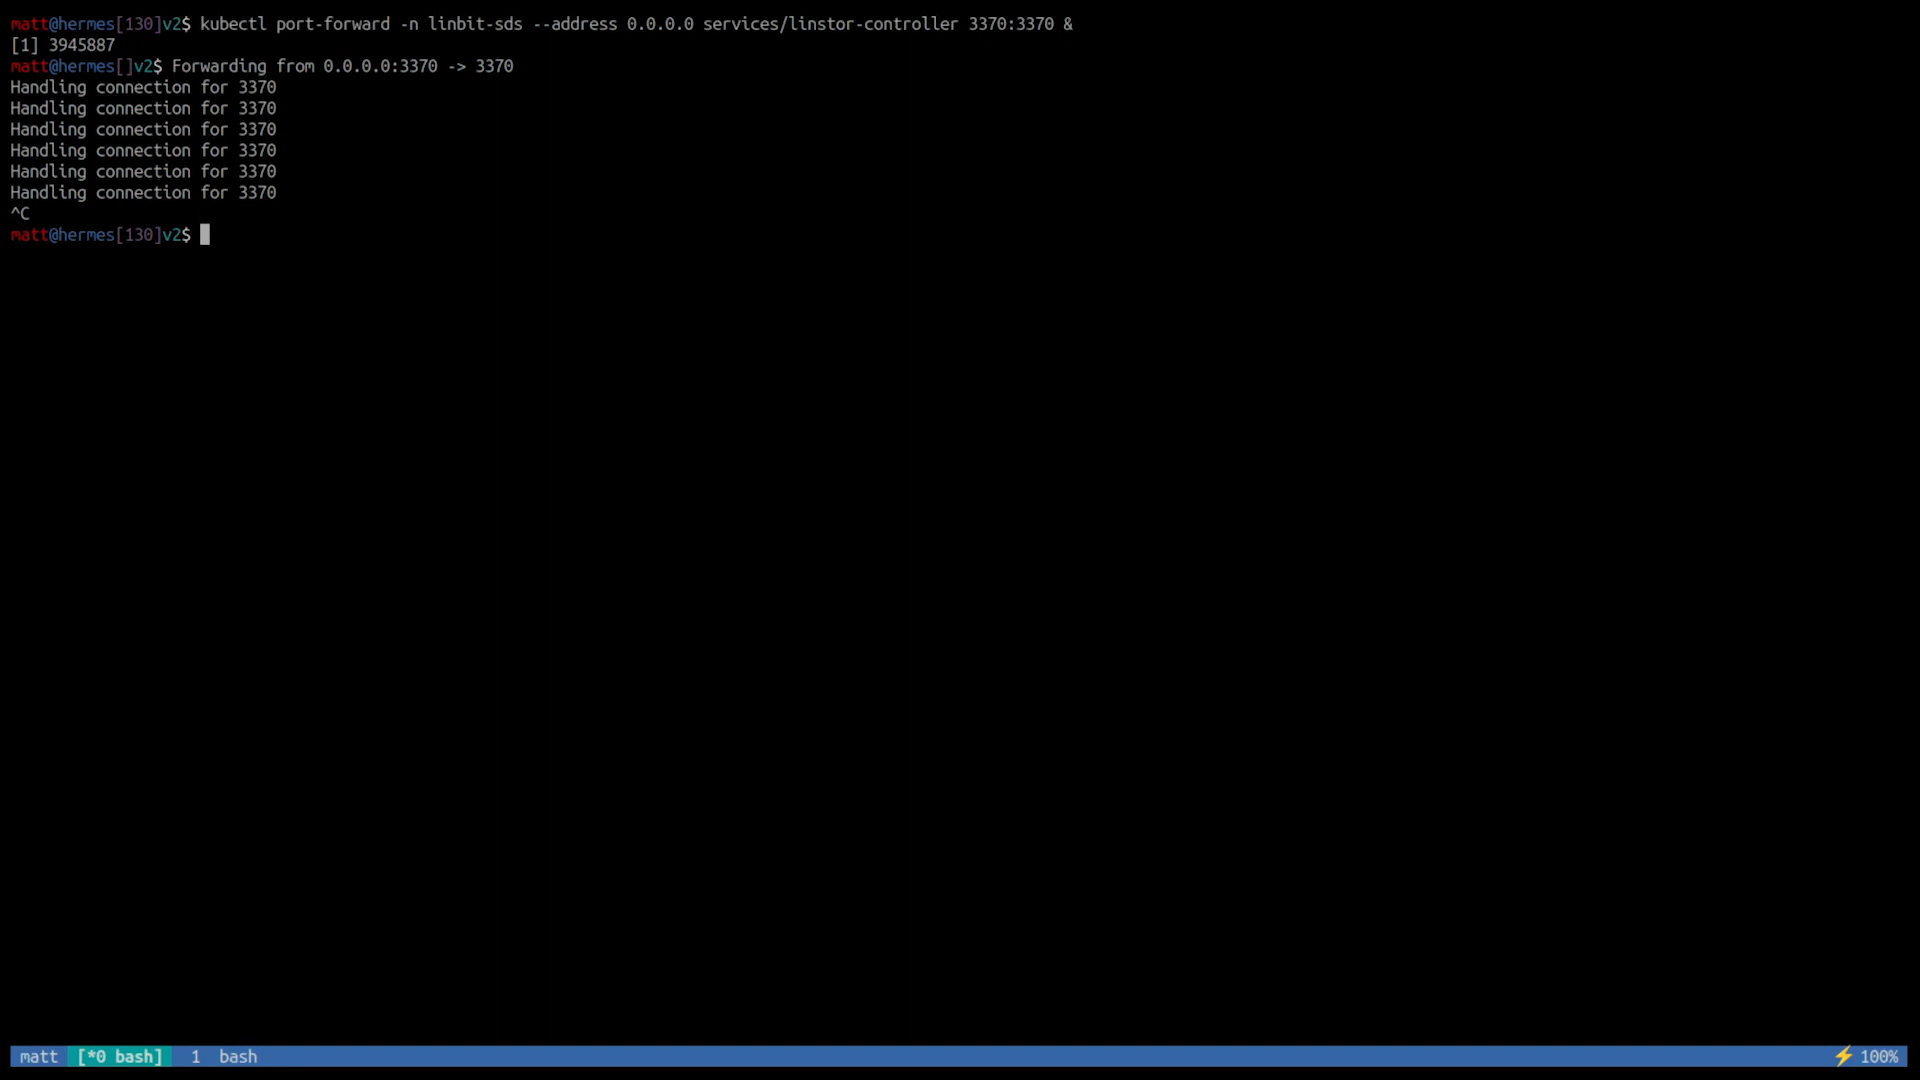 matt@hermes[130]v2$ kubectl port-forward -n linbit-sds --address 0.0.0.0 services/linstor-controller 3370:3370 &
[1] 3945887
matt@hermes[]v2$ Forwarding from 0.0.0.0:3370 -> 3370
Handling connection for 3370
Handling connection for 3370
Handling connection for 3370
Handling connection for 3370
Handling connection for 3370
Handling connection for 3370
^C
matt@hermes[130]v2$
matt [*0 bash] 1 bash ⚡ 100%